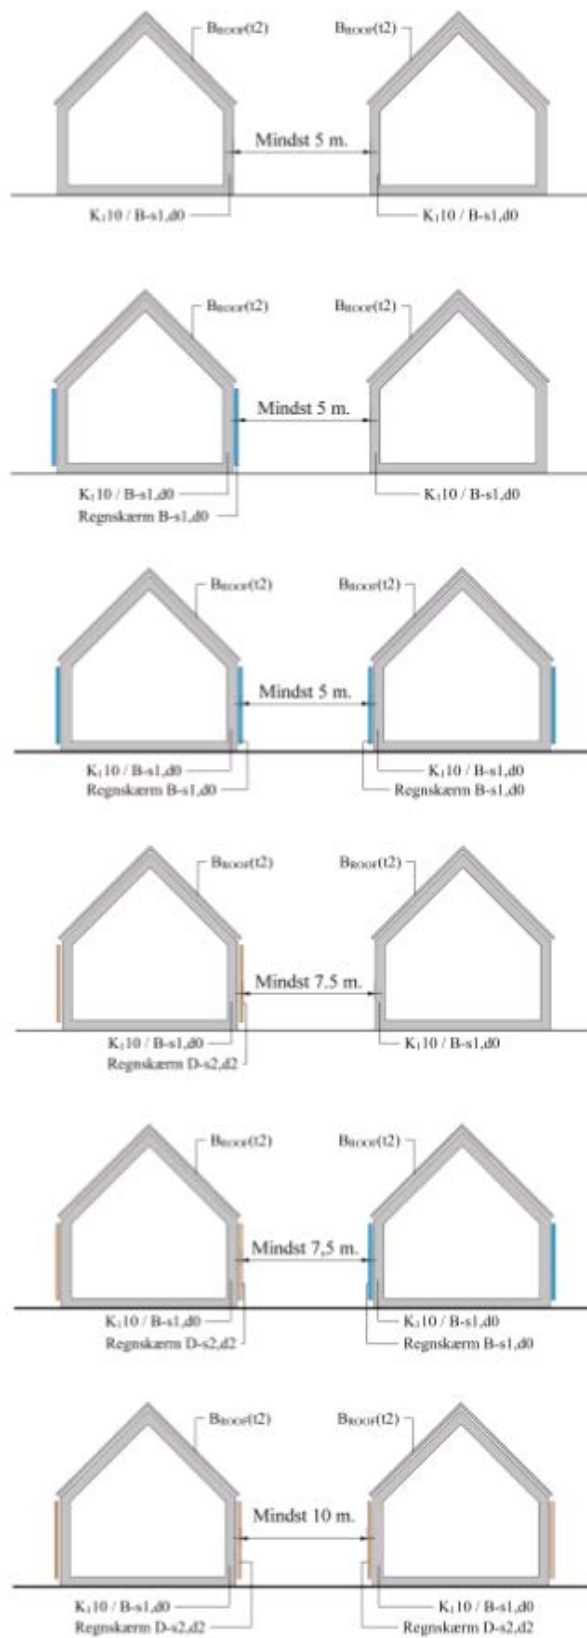 BROOF(t2) BROOF(t2)
Mindst 5 m.
K₁10 / B-s1,d0 K₁10 / B-s1,d0
BROOF(t2) BROOF(t2)
Mindst 5 m.
K₁10 / B-s1,d0 K₁10 / B-s1,d0
Regnskærm B-s1,d0
BROOF(t2) BROOF(t2)
Mindst 5 m.
K₁10 / B-s1,d0 K₁10 / B-s1,d0
Regnskærm B-s1,d0 Regnskærm B-s1,d0
BROOF(t2) BROOF(t2)
Mindst 7.5 m.
K₁10 / B-s1,d0 K₁10 / B-s1,d0
Regnskærm D-s2,d2
BROOF(t2) BROOF(t2)
Mindst 7,5 m.
K₁10 / B-s1,d0 K₁10 / B-s1,d0
Regnskærm D-s2,d2 Regnskærm B-s1,d0
BROOF(t2) BROOF(t2)
Mindst 10 m.
K₁10 / B-s1,d0 K₁10 / B-s1,d0
Regnskærm D-s2,d2 Regnskærm D-s2,d2